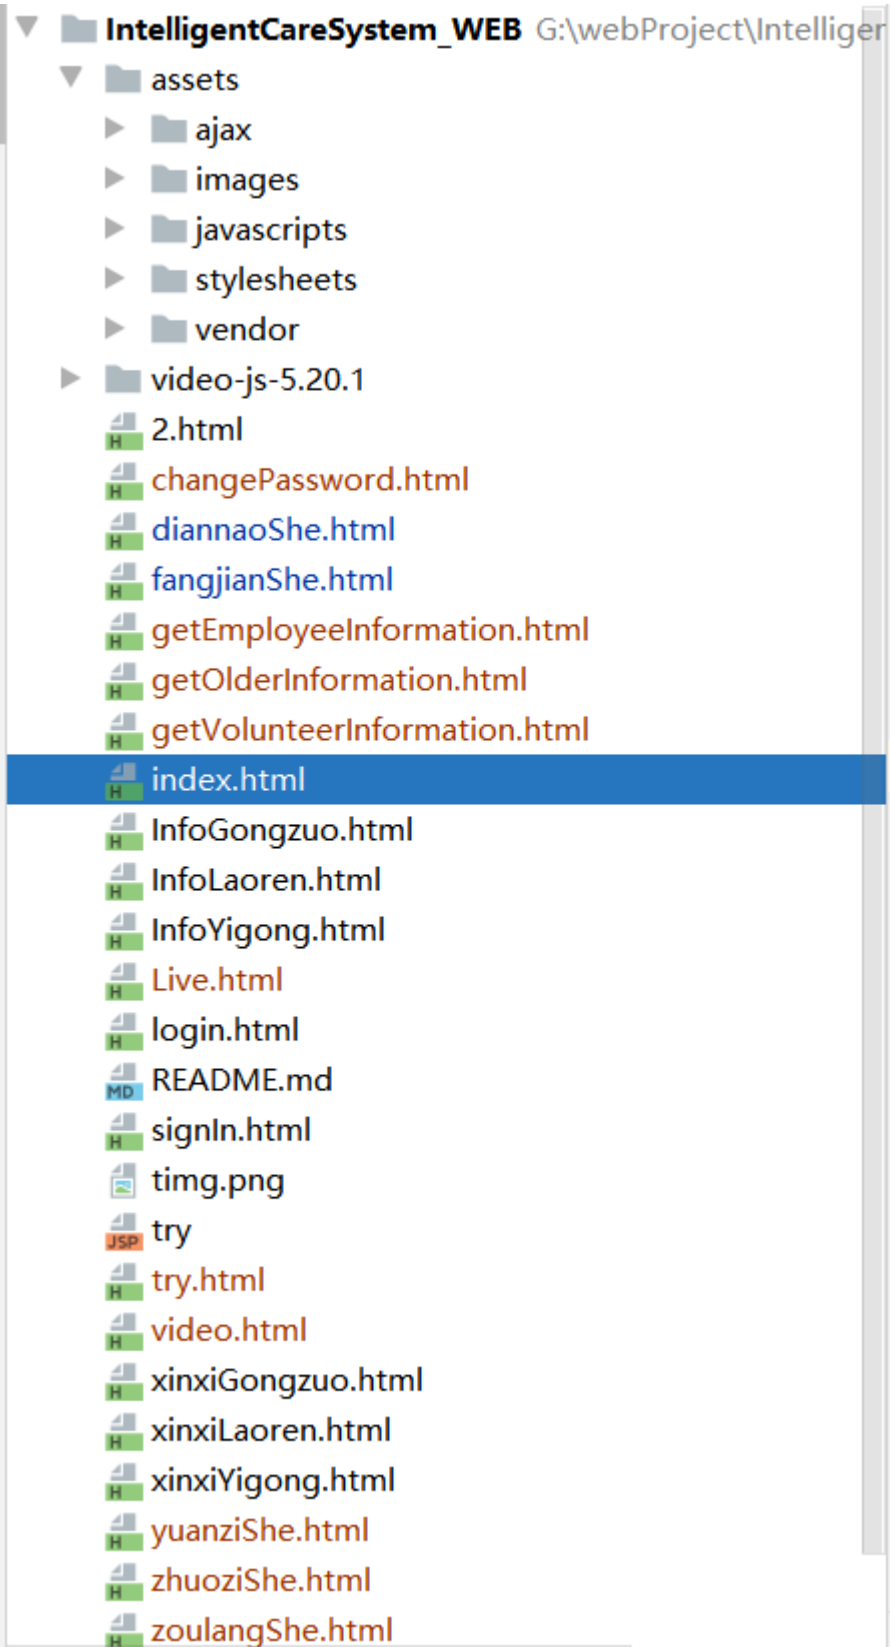 IntelligentCareSystem_WEB G:\webProject\Intelliger
assets
ajax
images
javascripts
stylesheets
vendor
video-js-5.20.1
H 2.html
H changePassword.html
H diannaoShe.html
H fangjianShe.html
H getEmployeeInformation.html
H getOlderInformation.html
H getVolunteerInformation.html
H index.html
H InfoGongzuo.html
H InfoLaoren.html
H InfoYigong.html
H Live.html
H login.html
MD README.md
H signIn.html
timg.png
JSP try
H try.html
H video.html
H xinxiGongzuo.html
H xinxiLaoren.html
H xinxiYigong.html
H yuanziShe.html
H zhuoziShe.html
H zoulangShe.html